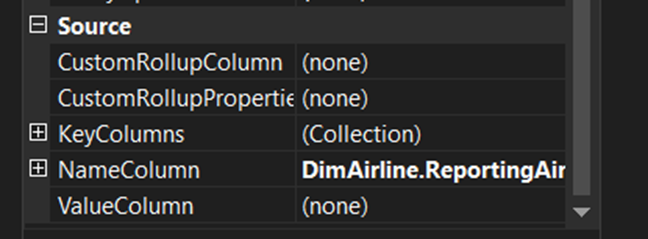 Source
CustomRollupColumn (none)
CustomRollupPropertie (none)
KeyColumns (Collection)
NameColumn DimAirline.ReportingAir
ValueColumn (none)